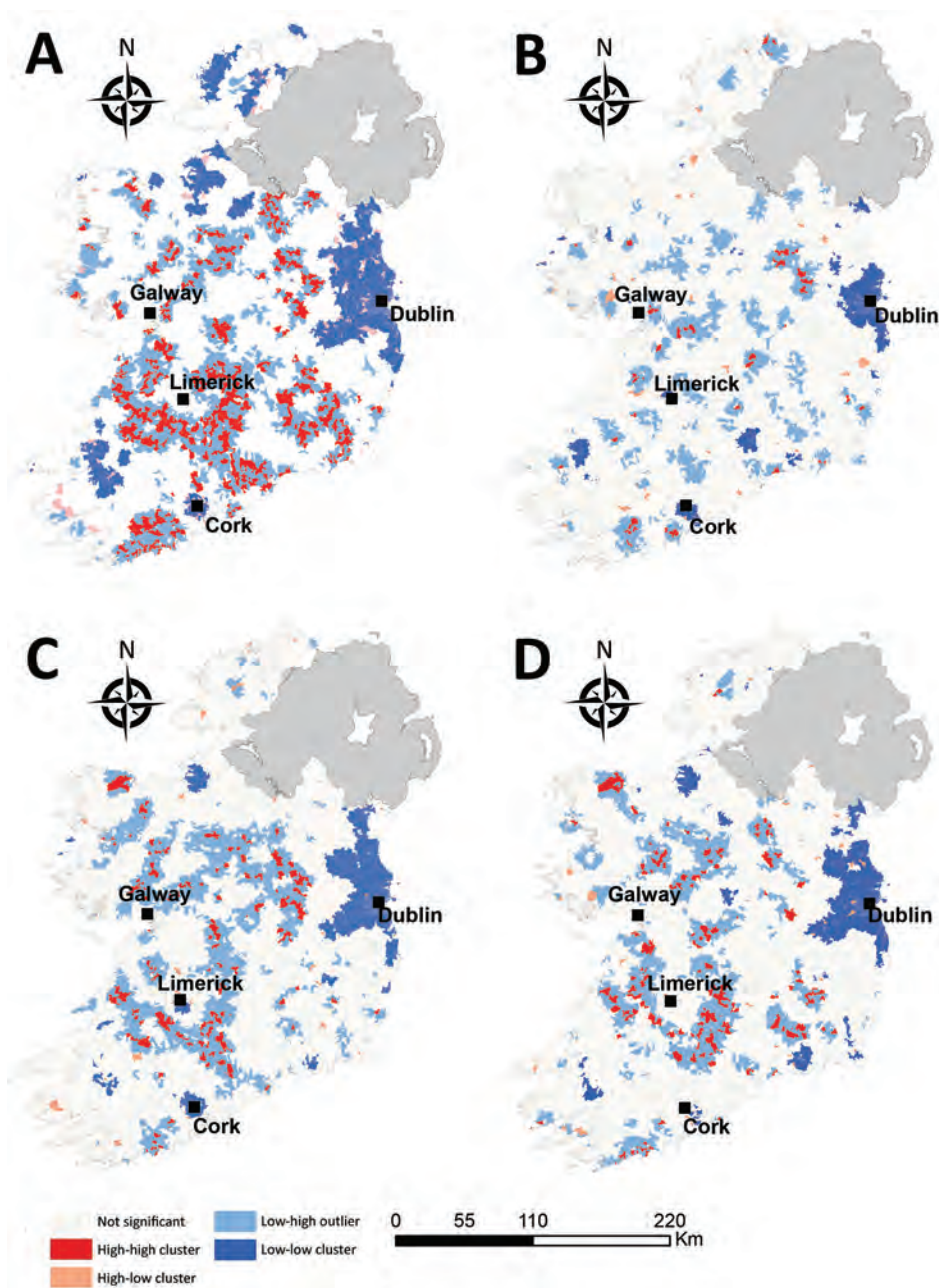 A
N
Galway
Dublin
Limerick
Cork
B
N
Galway
Dublin
Limerick
Cork
C
N
Galway
Dublin
Limerick
Cork
D
N
Galway
Dublin
Limerick
Cork
Not significant
Low-high outlier
High-high cluster
Low-low cluster
High-low cluster
0 55 110 220
Km